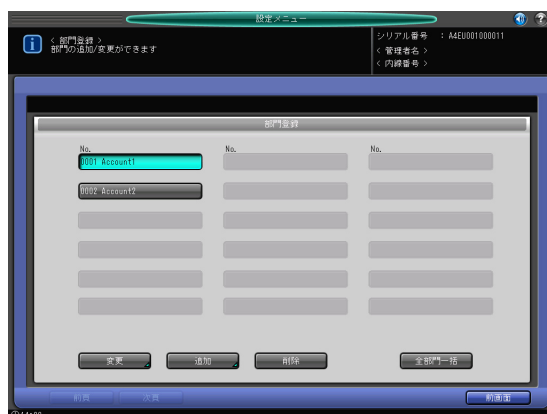 設定メニュー
< 部門登録 >
部門の追加/変更ができます
シリアル番号 : A4EU001000011
< 管理者名 >
< 内線番号 >
部門登録
No. No. No.
0001 Account1
0002 Account2
変更 追加 削除 全部門一括
前頁 次頁 前画面